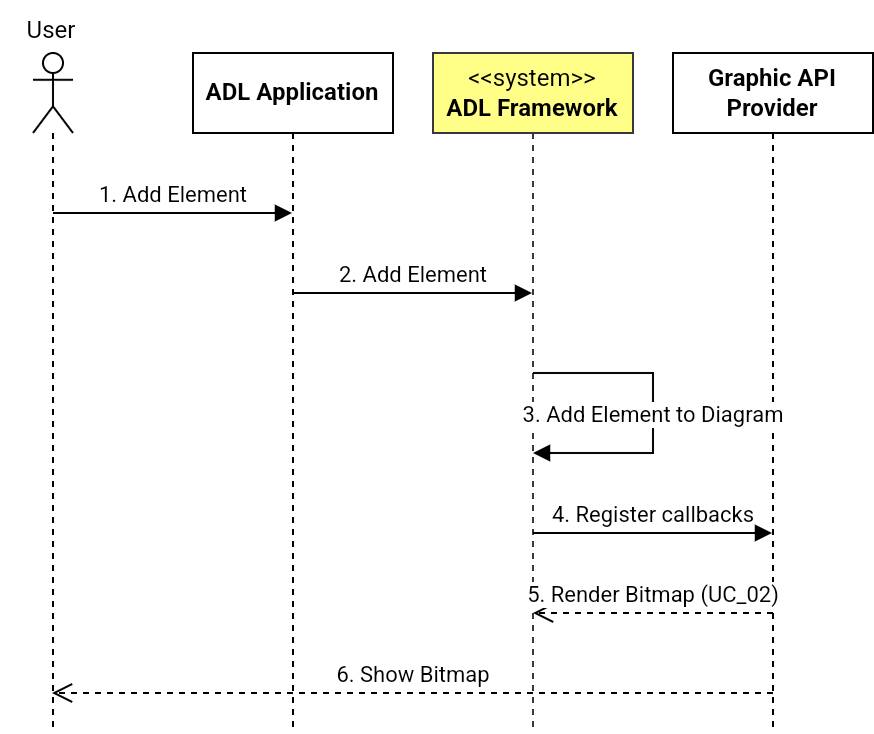 User
ADL Application
<<system>>
ADL Framework
Graphic API
Provider
1. Add Element
2. Add Element
3. Add Element to Diagram
4. Register callbacks
5. Render Bitmap (UC_02)
6. Show Bitmap